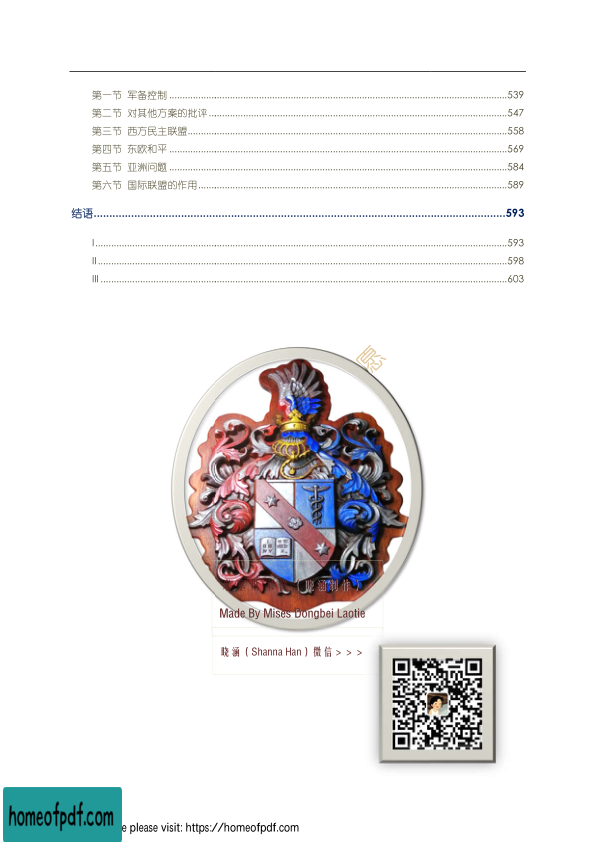 第一节 军备控制 539
第二节 对其他方案的批评 547
第三节 西方民主联盟 558
第四节 东欧和平 569
第五节 亚洲问题 584
第六节 国际联盟的作用 589
结语 593
I 593
II 598
III 603
（晓涵制作）
Made By Mises Dongbei Laotie
晓涵（Shanna Han）微信＞＞＞
homeofpdf.com
e please visit: https://homeofpdf.com